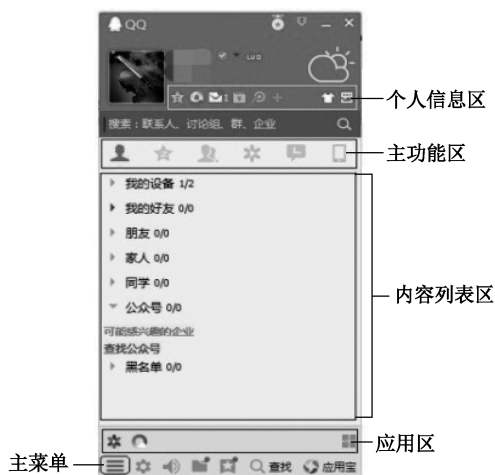 QQ
LV0
1
个人信息区
搜索：联系人、讨论组、群、企业
主功能区
我的设备 1/2
我的好友 0/0
朋友 0/0
家人 0/0
同学 0/0
内容列表区
公众号 0/0
可能感兴趣的企业
查找公众号
黑名单 0/0
应用区
主菜单
查找
应用宝